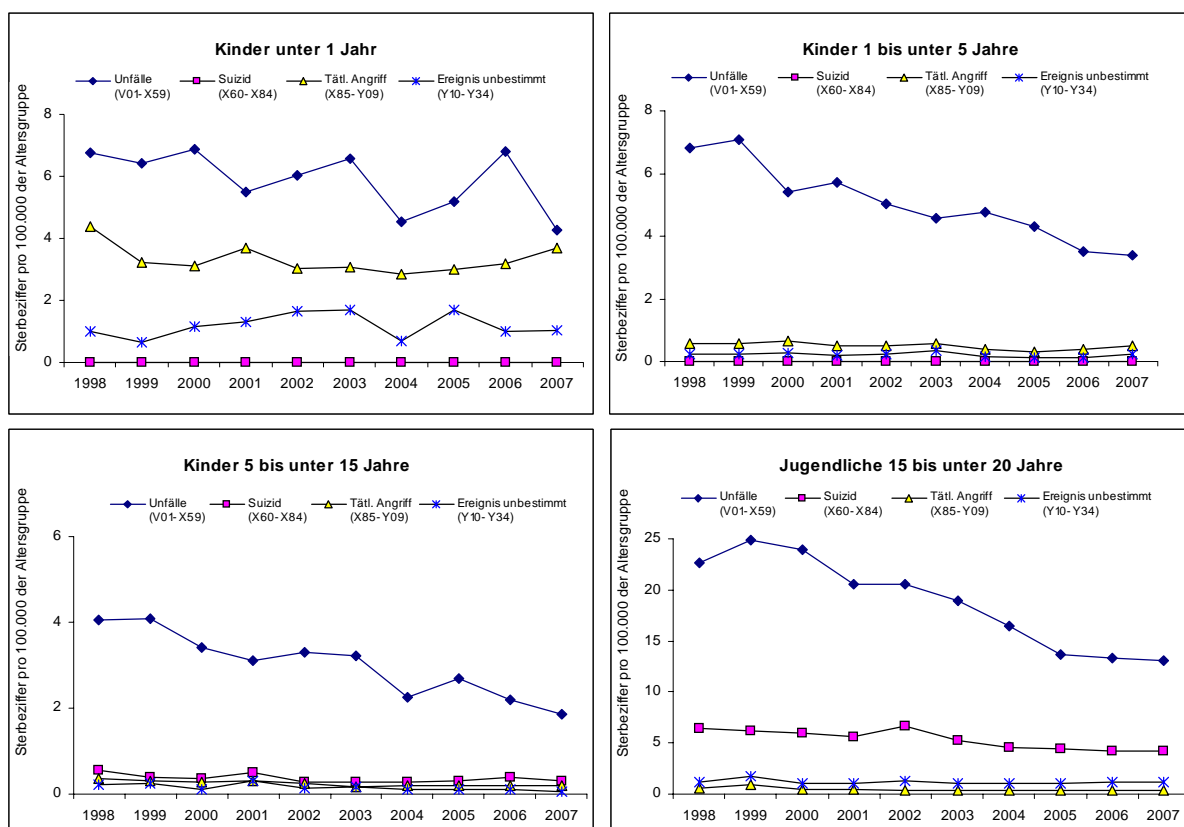 Kinder unter 1 Jahr
Unfälle Suizid Tätl. Angriff Ereignis unbestimmt
(V01-X59) (X60-X84) (X85-Y09) (Y10-Y34)
Sterbeziffer pro 100.000 der Altersgruppe
8
6
4
2
0
1998 1999 2000 2001 2002 2003 2004 2005 2006 2007
Kinder 1 bis unter 5 Jahre
Unfälle Suizid Tätl. Angriff Ereignis unbestimmt
(V01-X59) (X60-X84) (X85-Y09) (Y10-Y34)
Sterbeziffer pro 100.000 der Altersgruppe
8
6
4
2
0
1998 1999 2000 2001 2002 2003 2004 2005 2006 2007
Kinder 5 bis unter 15 Jahre
Unfälle Suizid Tätl. Angriff Ereignis unbestimmt
(V01-X59) (X60-X84) (X85-Y09) (Y10-Y34)
Sterbeziffer pro 100.000 der Altersgruppe
6
4
2
0
1998 1999 2000 2001 2002 2003 2004 2005 2006 2007
Jugendliche 15 bis unter 20 Jahre
Unfälle Suizid Tätl. Angriff Ereignis unbestimmt
(V01-X59) (X60-X84) (X85-Y09) (Y10-Y34)
Sterbeziffer pro 100.000 der Altersgruppe
25
20
15
10
5
0
1998 1999 2000 2001 2002 2003 2004 2005 2006 2007